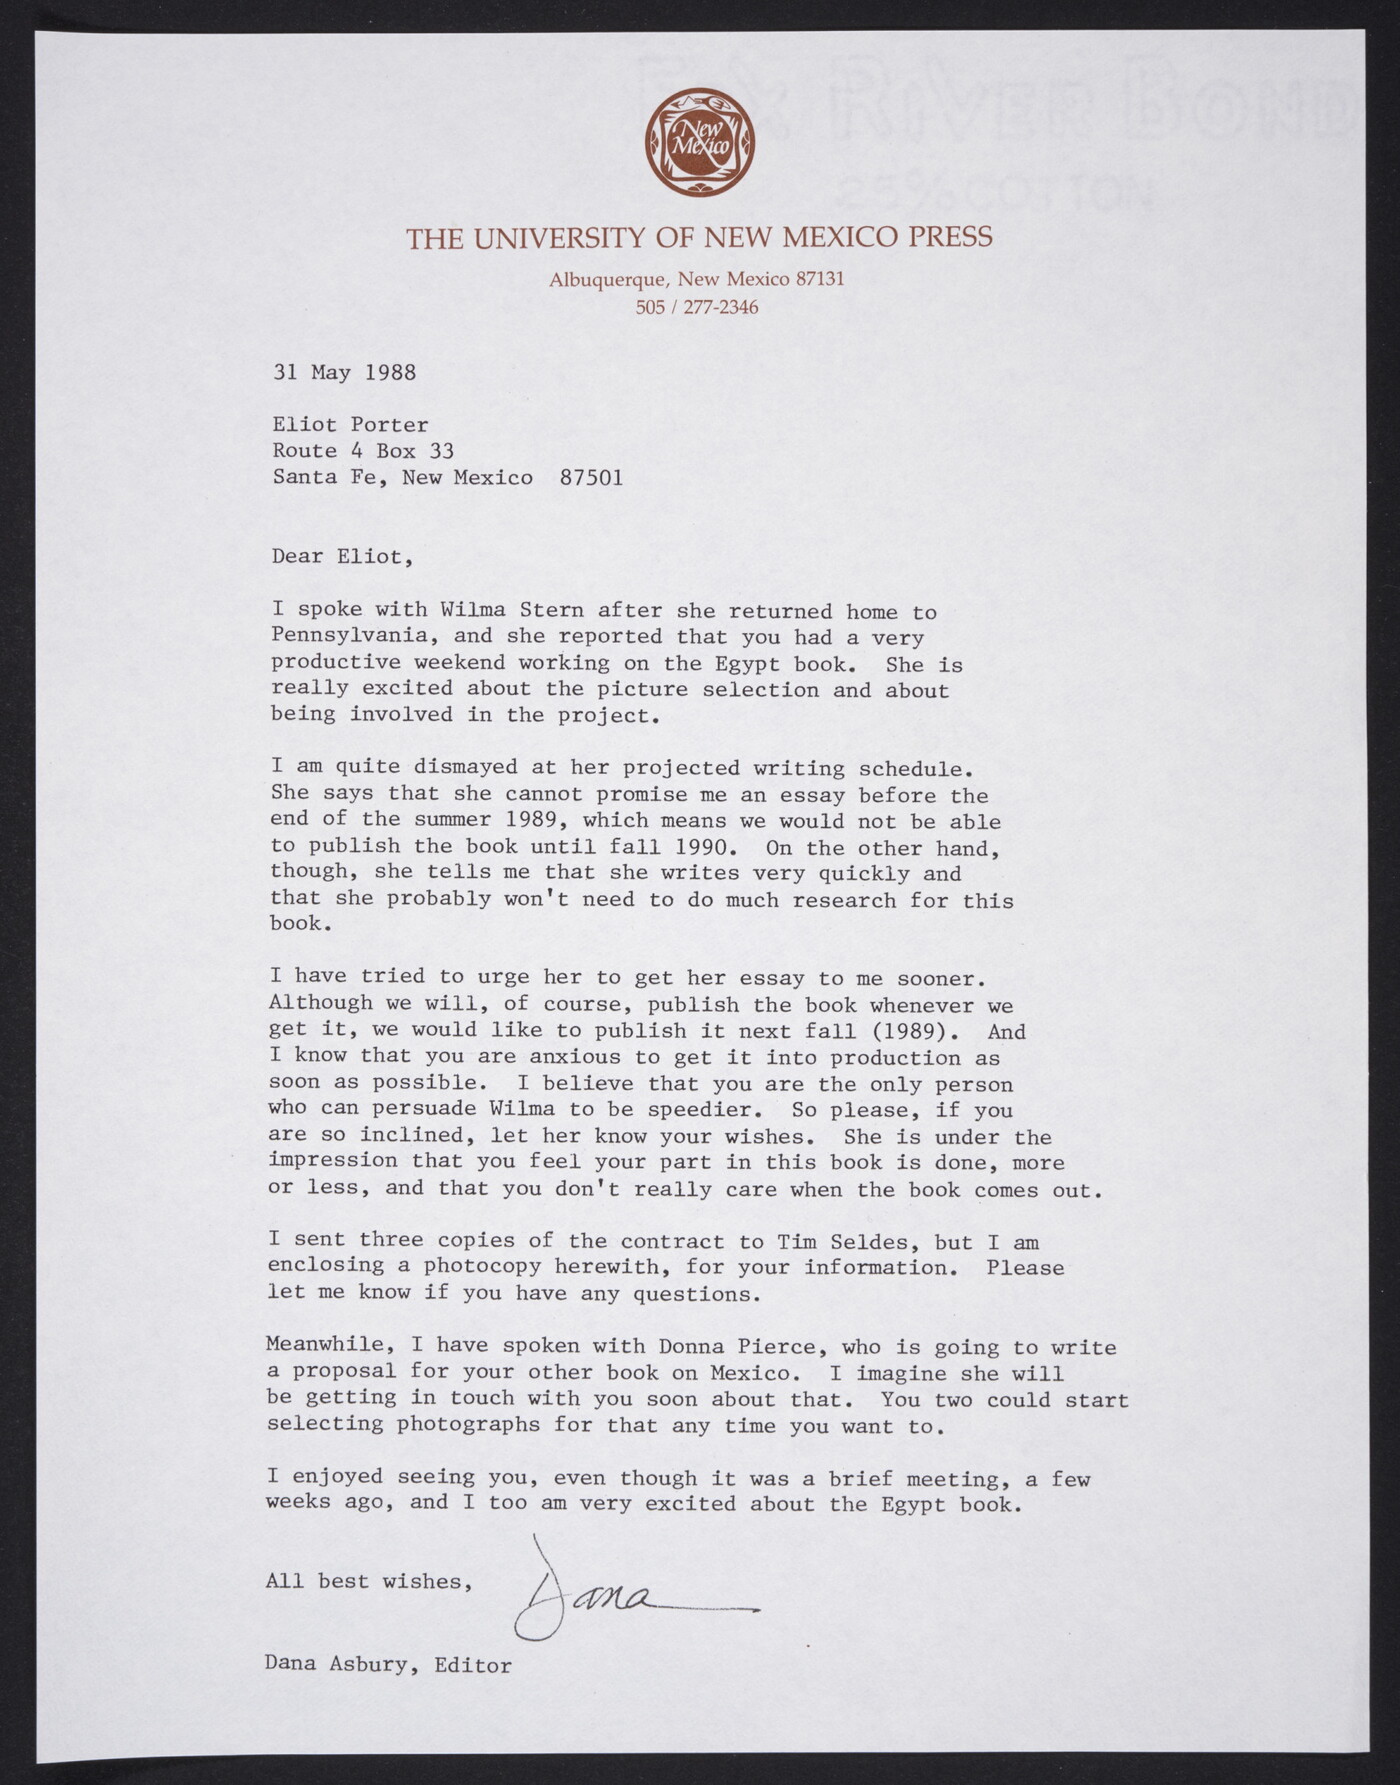 Fox River Bond
25% COTTON
New
Mexico
THE UNIVERSITY OF NEW MEXICO PRESS
Albuquerque, New Mexico 87131
505 / 277-2346
31 May 1988
Eliot Porter
Route 4 Box 33
Santa Fe, New Mexico  87501
Dear Eliot,
I spoke with Wilma Stern after she returned home to
Pennsylvania, and she reported that you had a very
productive weekend working on the Egypt book.  She is
really excited about the picture selection and about
being involved in the project.
I am quite dismayed at her projected writing schedule.
She says that she cannot promise me an essay before the
end of the summer 1989, which means we would not be able
to publish the book until fall 1990.  On the other hand,
though, she tells me that she writes very quickly and
that she probably won't need to do much research for this
book.
I have tried to urge her to get her essay to me sooner.
Although we will, of course, publish the book whenever we
get it, we would like to publish it next fall (1989).  And
I know that you are anxious to get it into production as
soon as possible.  I believe that you are the only person
who can persuade Wilma to be speedier.  So please, if you
are so inclined, let her know your wishes.  She is under the
impression that you feel your part in this book is done, more
or less, and that you don't really care when the book comes out.
I sent three copies of the contract to Tim Seldes, but I am
enclosing a photocopy herewith, for your information.  Please
let me know if you have any questions.
Meanwhile, I have spoken with Donna Pierce, who is going to write
a proposal for your other book on Mexico.  I imagine she will
be getting in touch with you soon about that.  You two could start
selecting photographs for that any time you want to.
I enjoyed seeing you, even though it was a brief meeting, a few
weeks ago, and I too am very excited about the Egypt book.
All best wishes,
Dana
Dana Asbury, Editor